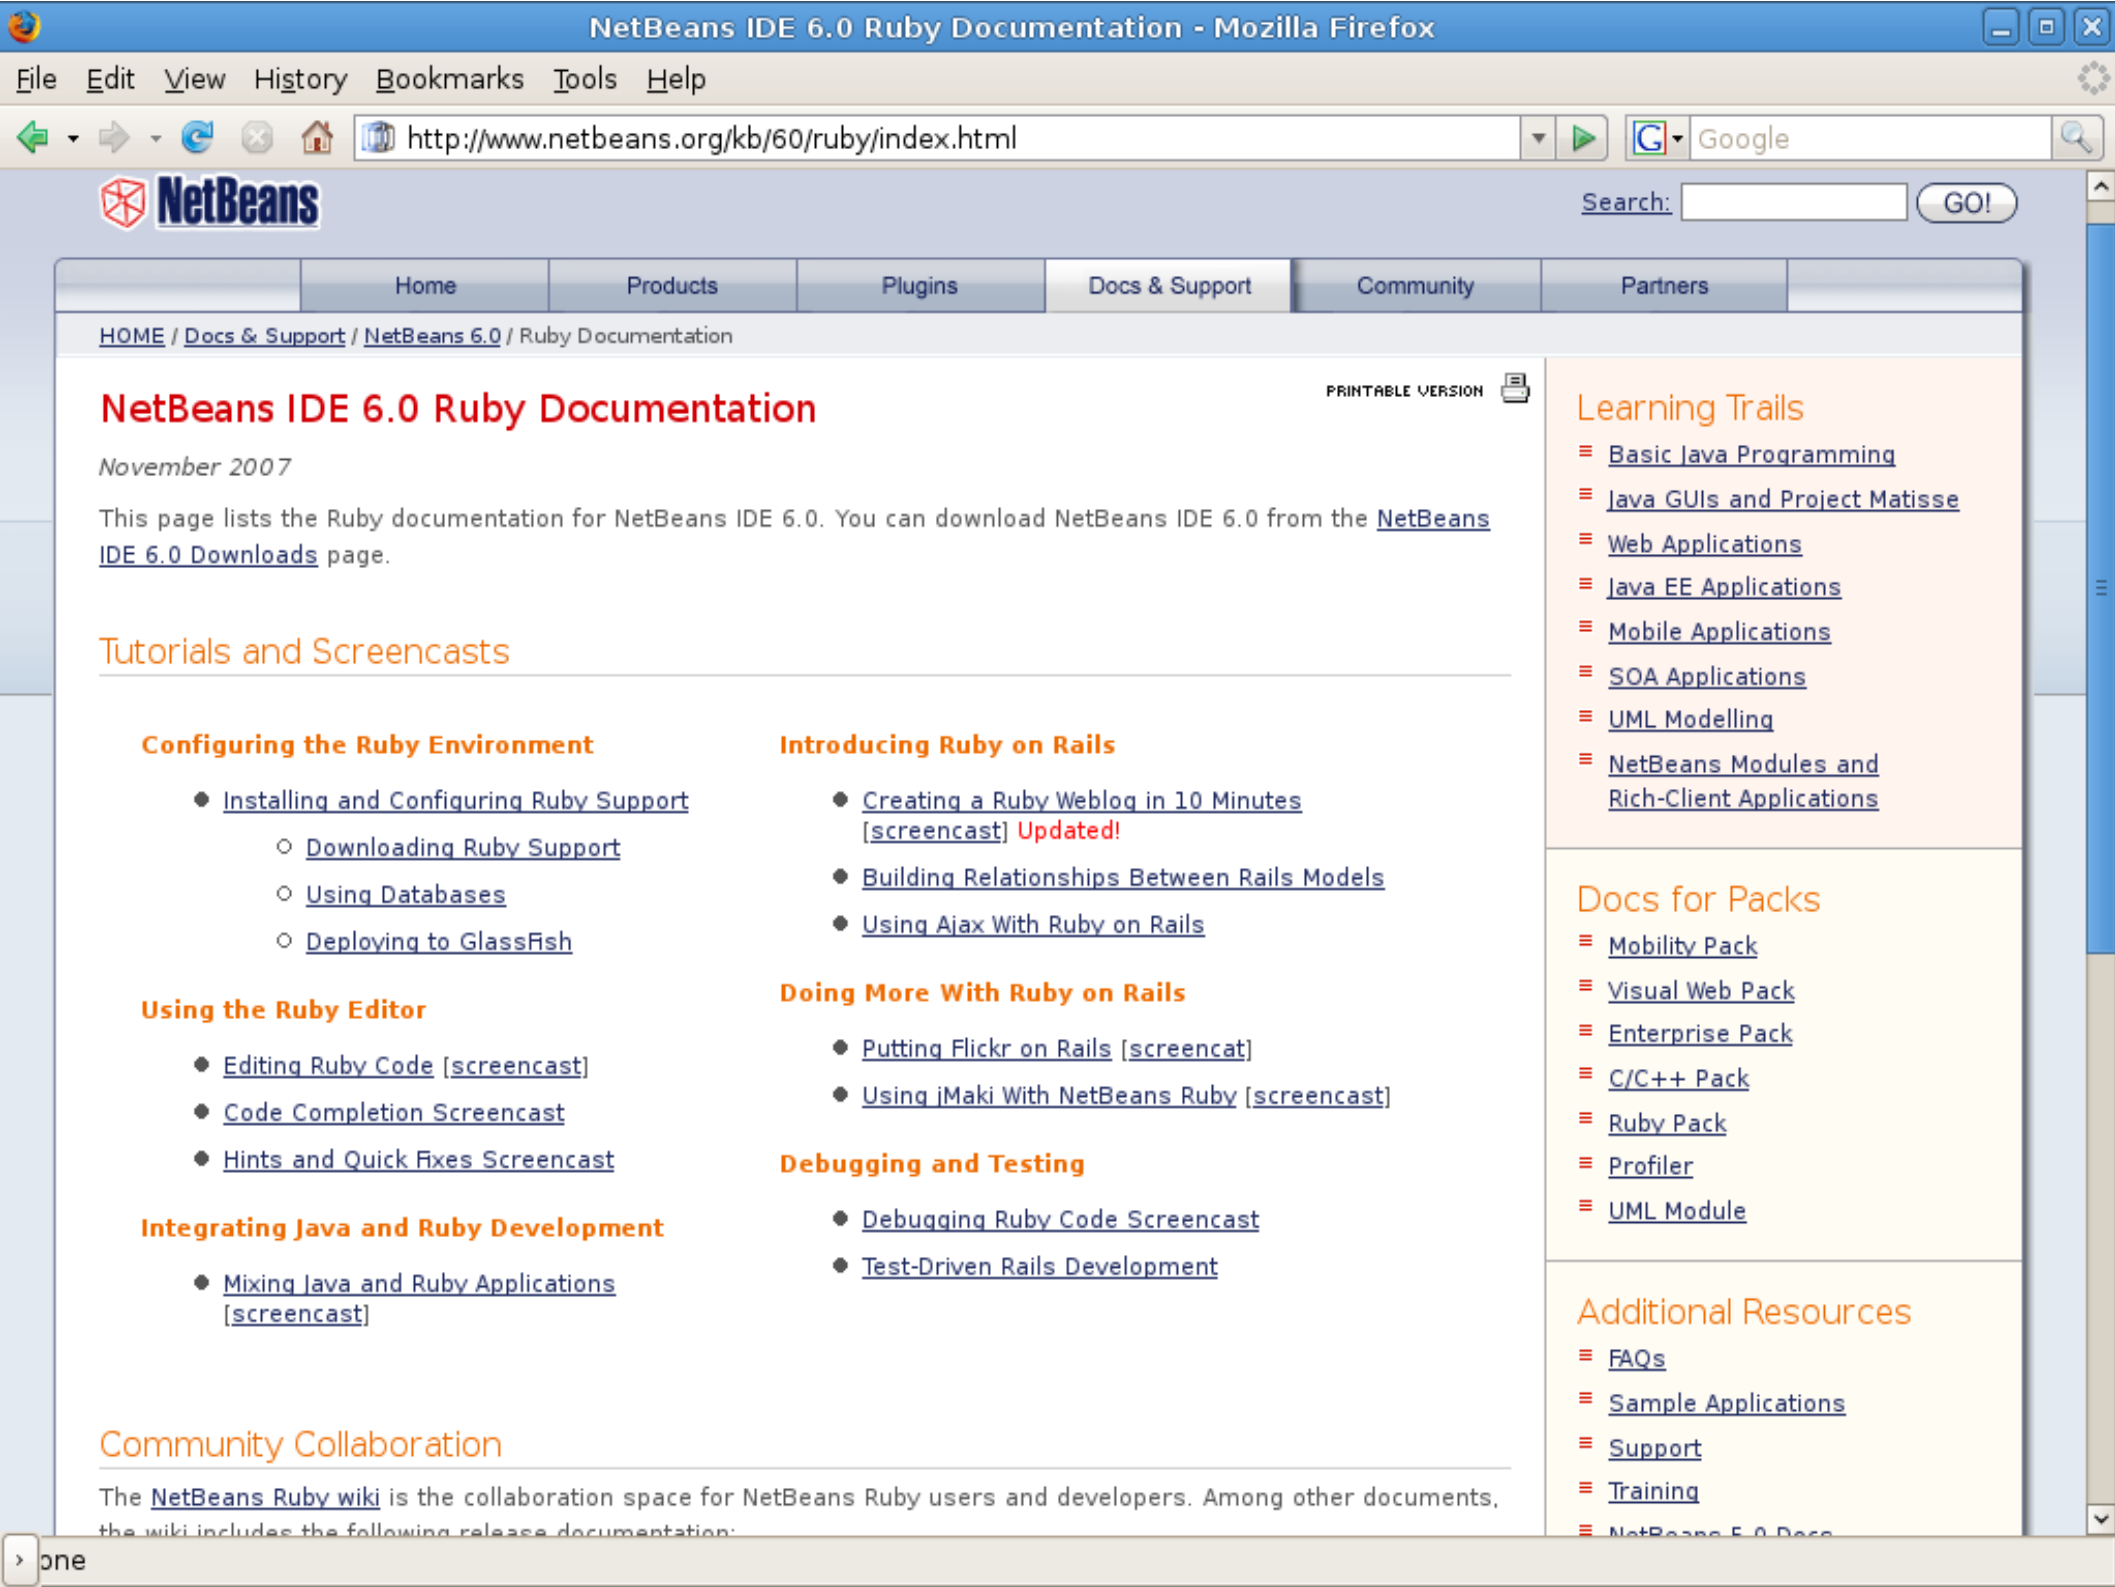 NetBeans IDE 6.0 Ruby Documentation - Mozilla Firefox
File Edit View History Bookmarks Tools Help
http://www.netbeans.org/kb/60/ruby/index.html
G Google
NetBeans
Search: GO!
Home Products Plugins Docs & Support Community Partners
HOME / Docs & Support / NetBeans 6.0 / Ruby Documentation
PRINTABLE VERSION
NetBeans IDE 6.0 Ruby Documentation
November 2007
This page lists the Ruby documentation for NetBeans IDE 6.0. You can download NetBeans IDE 6.0 from the NetBeans
IDE 6.0 Downloads page.
Tutorials and Screencasts
Configuring the Ruby Environment
Installing and Configuring Ruby Support
Downloading Ruby Support
Using Databases
Deploying to GlassFish
Using the Ruby Editor
Editing Ruby Code [screencast]
Code Completion Screencast
Hints and Quick Fixes Screencast
Integrating Java and Ruby Development
Mixing Java and Ruby Applications
[screencast]
Introducing Ruby on Rails
Creating a Ruby Weblog in 10 Minutes
[screencast] Updated!
Building Relationships Between Rails Models
Using Ajax With Ruby on Rails
Doing More With Ruby on Rails
Putting Flickr on Rails [screencat]
Using jMaki With NetBeans Ruby [screencast]
Debugging and Testing
Debugging Ruby Code Screencast
Test-Driven Rails Development
Community Collaboration
The NetBeans Ruby wiki is the collaboration space for NetBeans Ruby users and developers. Among other documents,
the wiki includes the following release documentation:
Learning Trails
Basic Java Programming
Java GUIs and Project Matisse
Web Applications
Java EE Applications
Mobile Applications
SOA Applications
UML Modelling
NetBeans Modules and
Rich-Client Applications
Docs for Packs
Mobility Pack
Visual Web Pack
Enterprise Pack
C/C++ Pack
Ruby Pack
Profiler
UML Module
Additional Resources
FAQs
Sample Applications
Support
Training
NetBeans 5.0 Docs
one